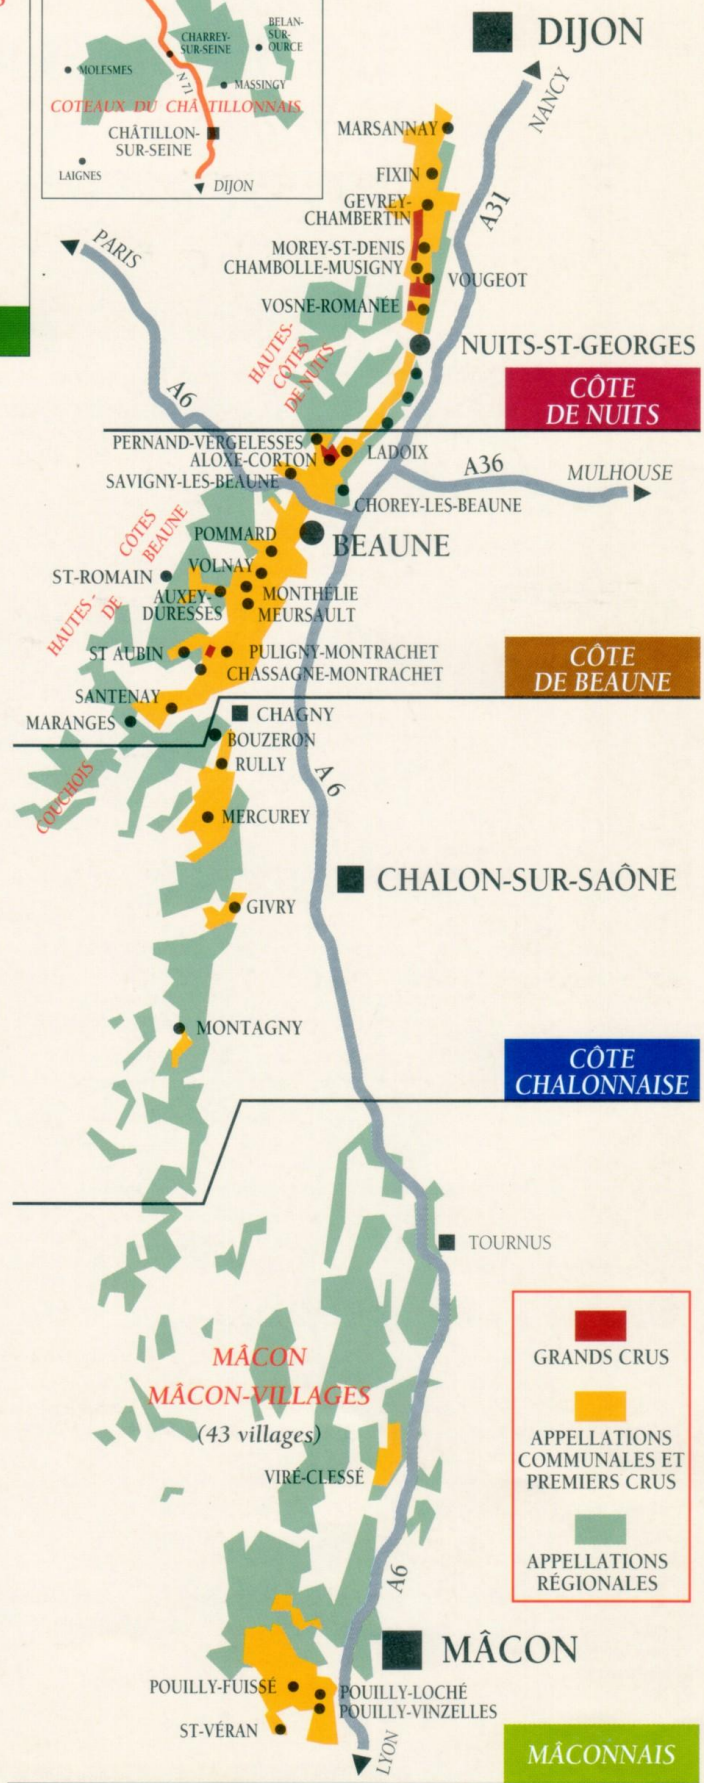 BELAN-
SUR-
OURCE
CHARREY-
SUR-SEINE
MOLESMES
N 71
MASSINGY
COTEAUX DU CHÂTILLONNAIS
CHÂTILLON-
SUR-SEINE
LAIGNES
DIJON
DIJON
NANCY
MARSANNAY
FIXIN
A31
GEVREY-
CHAMBERTIN
PARIS
MOREY-ST-DENIS
CHAMBOLLE-MUSIGNY
VOUGEOT
VOSNE-ROMANÉE
HAUTES-
CÔTES
DE NUITS
NUITS-ST-GEORGES
A6
CÔTE
DE NUITS
PERNAND-VERGELESSES
LADOIX
ALOXE-CORTON
A36
MULHOUSE
SAVIGNY-LES-BEAUNE
CHOREY-LES-BEAUNE
HAUTES -
DE
CÔTES
BEAUNE
POMMARD
BEAUNE
VOLNAY
ST-ROMAIN
AUXEY-
DURESSES
MONTHÉLIE
MEURSAULT
ST AUBIN
PULIGNY-MONTRACHET
CHASSAGNE-MONTRACHET
CÔTE
DE BEAUNE
SANTENAY
MARANGES
CHAGNY
BOUZERON
RULLY
A 6
COUCHOIS
MERCUREY
CHALON-SUR-SAÔNE
GIVRY
MONTAGNY
CÔTE
CHALONNAISE
TOURNUS
MÂCON
MÂCON-VILLAGES
(43 villages)
VIRÉ-CLESSÉ
GRANDS CRUS
APPELLATIONS
COMMUNALES ET
PREMIERS CRUS
APPELLATIONS
RÉGIONALES
A6
MÂCON
POUILLY-FUISSÉ
POUILLY-LOCHÉ
POUILLY-VINZELLES
ST-VÉRAN
LYON
MÂCONNAIS